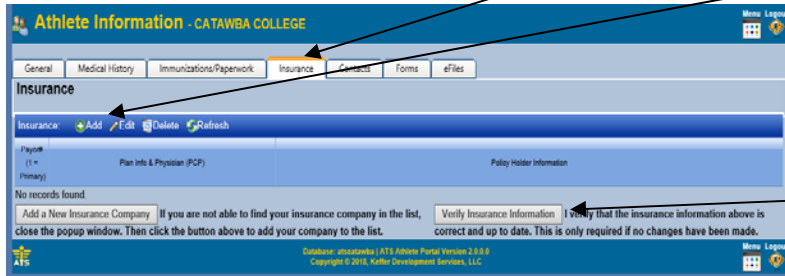 Athlete Information - CATAWBA COLLEGE
Menu Logou
General Medical History Immunizations/Paperwork Insurance Contacts Forms eFiles
Insurance
Insurance: Add Edit Delete Refresh
Payor#
(1 =
Primary)
Plan Info & Physician (PCP)
Policy Holder Information
No records found.
Add a New Insurance Company If you are not able to find your insurance company in the list,
close the popup window. Then click the button above to add your company to the list.
Verify Insurance Information I verify that the insurance information above is
correct and up to date. This is only required if no changes have been made.
ATS
Database: atscatawba | ATS Athlete Portal Version 2.0.0.0
Copyright © 2018, Keffer Development Services, LLC
Menu Logou